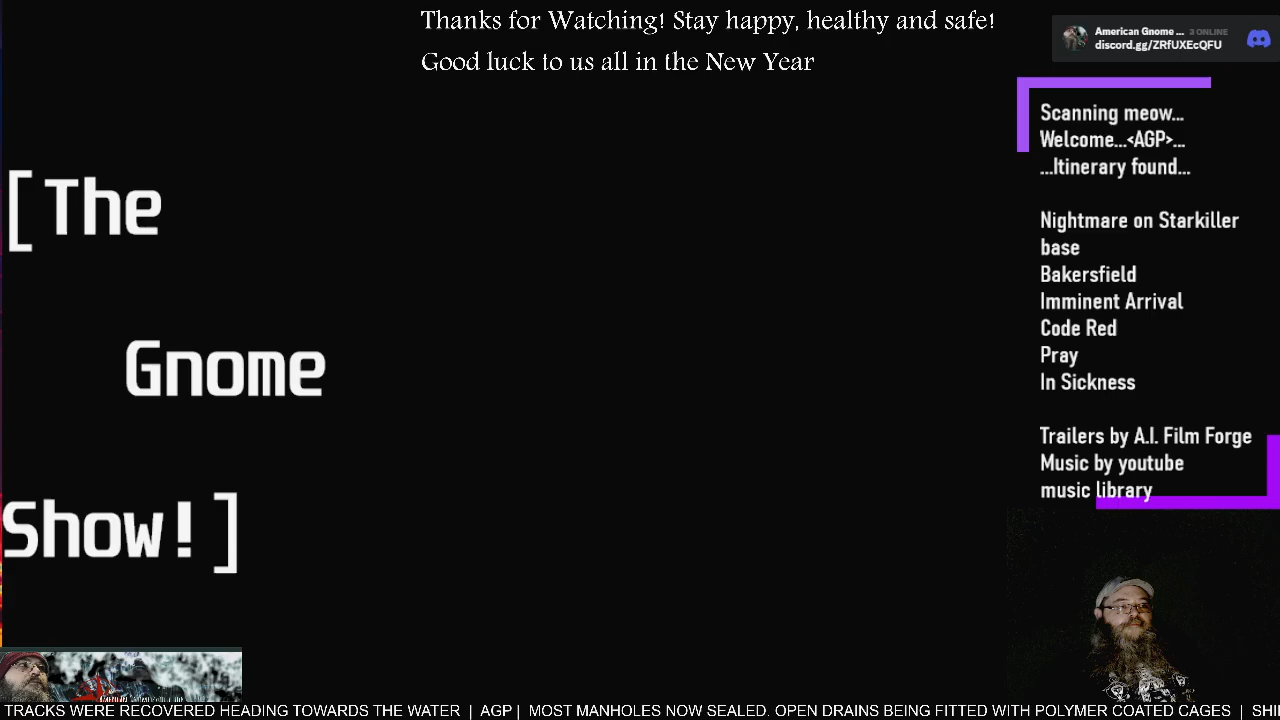 Thanks for Watching! Stay happy, healthy and safe!
Good luck to us all in the New Year
American Gnome ... 3 ONLINE
discord.gg/ZRfUXEcQFU
Scanning meow...
Welcome...<AGP>...
...Itinerary found...
Nightmare on Starkiller
base
Bakersfield
Imminent Arrival
Code Red
Pray
In Sickness
Trailers by A.I. Film Forge
Music by youtube
music library
[The
Gnome
Show!]
TRACKS WERE RECOVERED HEADING TOWARDS THE WATER | AGP | MOST MANHOLES NOW SEALED. OPEN DRAINS BEING FITTED WITH POLYMER COATED CAGES | SHI